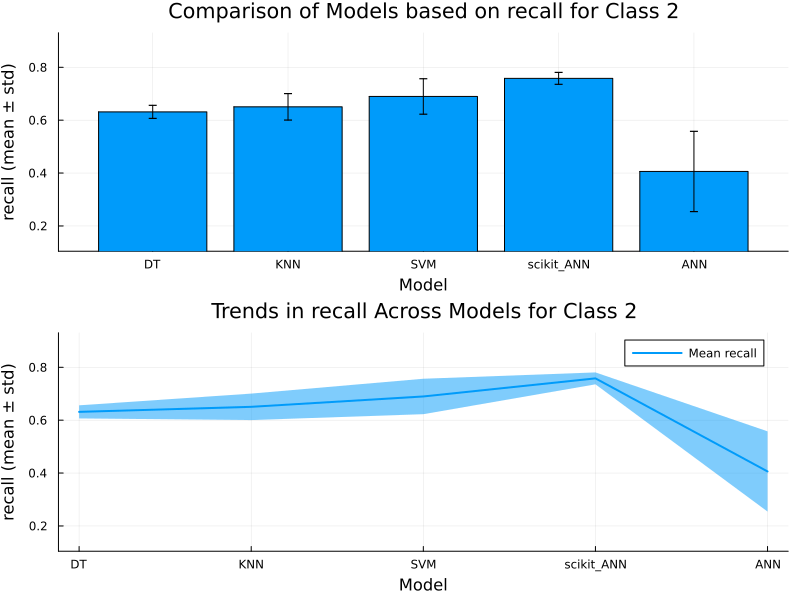 Comparison of Models based on recall for Class 2
recall (mean ± std)
0.8
0.6
0.4
0.2
DT KNN SVM scikit_ANN ANN
Model
Trends in recall Across Models for Class 2
recall (mean ± std)
Mean recall
0.8
0.6
0.4
0.2
DT KNN SVM scikit_ANN ANN
Model